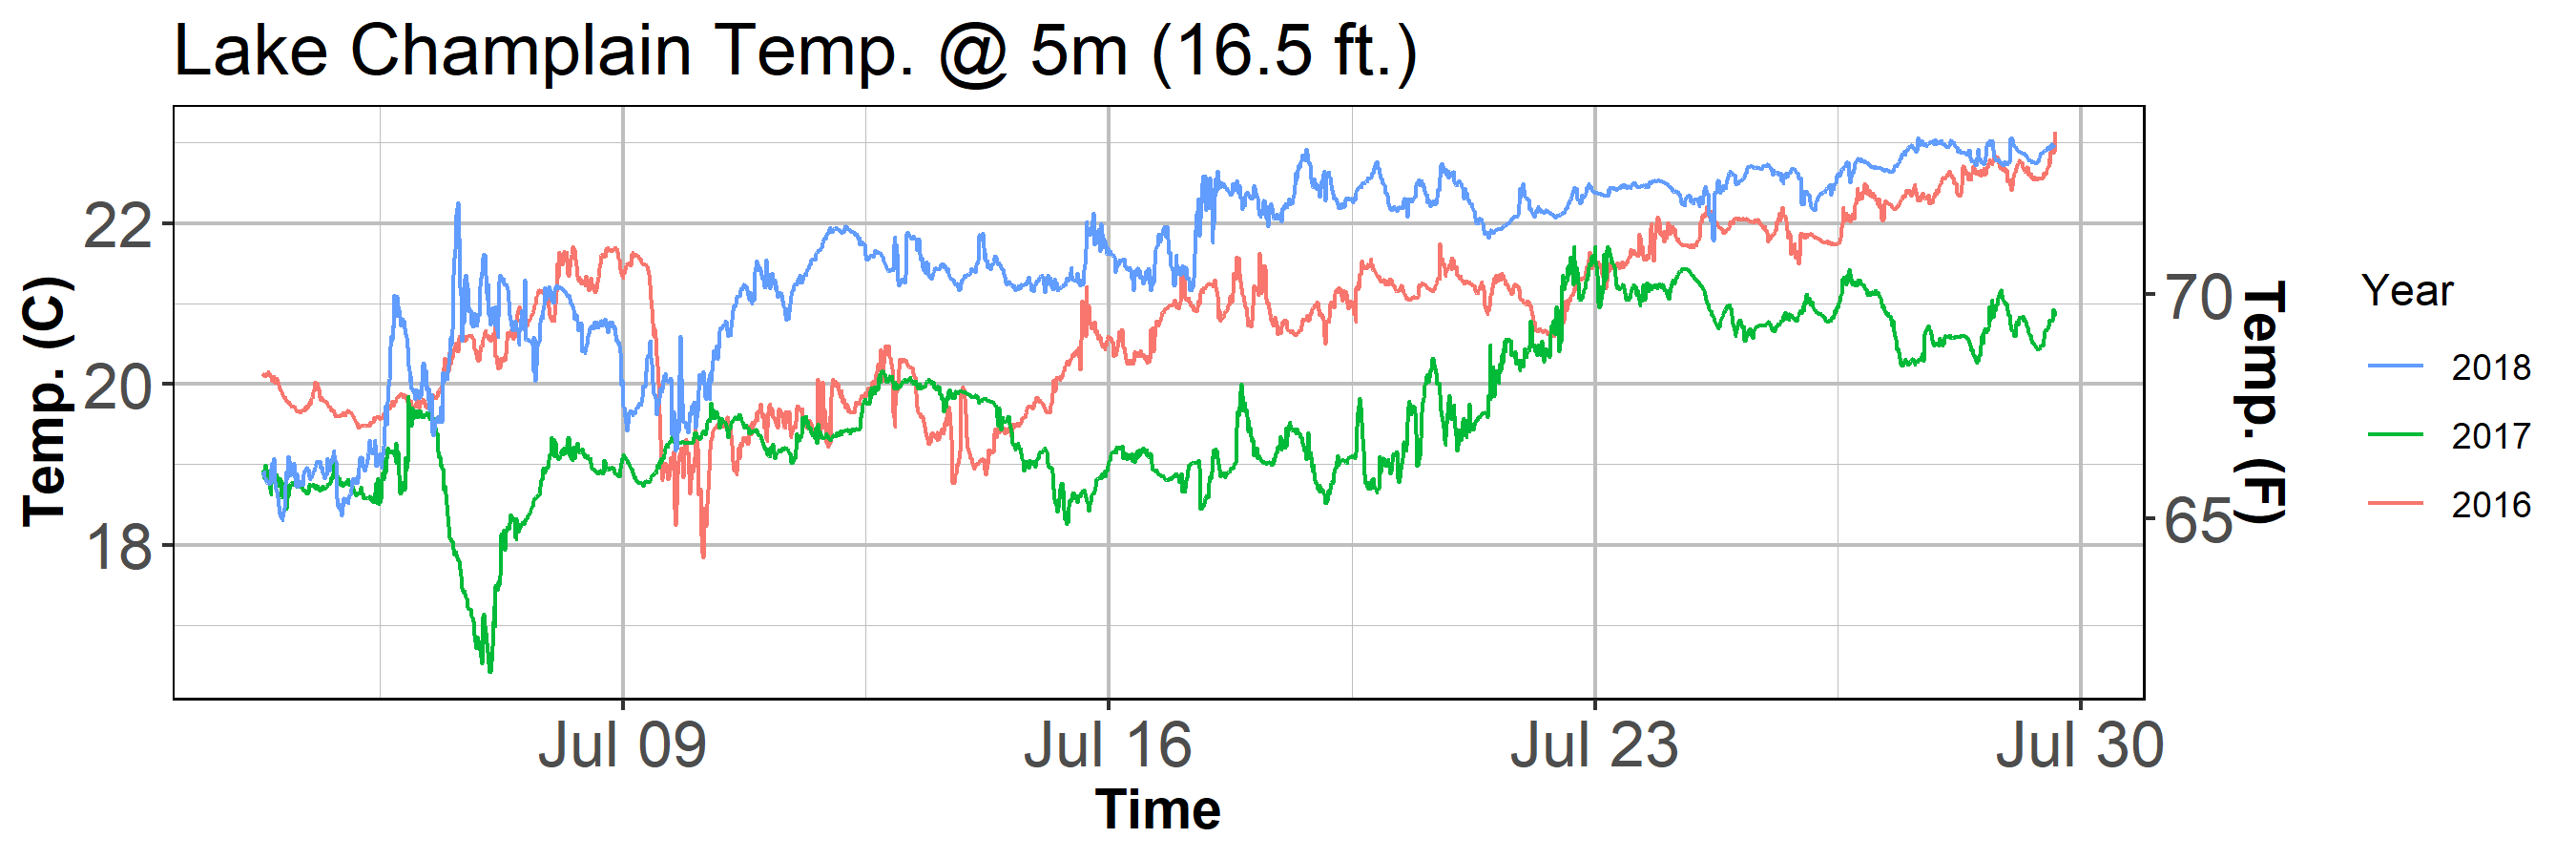 Lake Champlain Temp. @ 5m (16.5 ft.)
Temp. (C)
22
20
18
70
65
Temp. (F)
Jul 09
Jul 16
Jul 23
Jul 30
Time
Year
2018
2017
2016